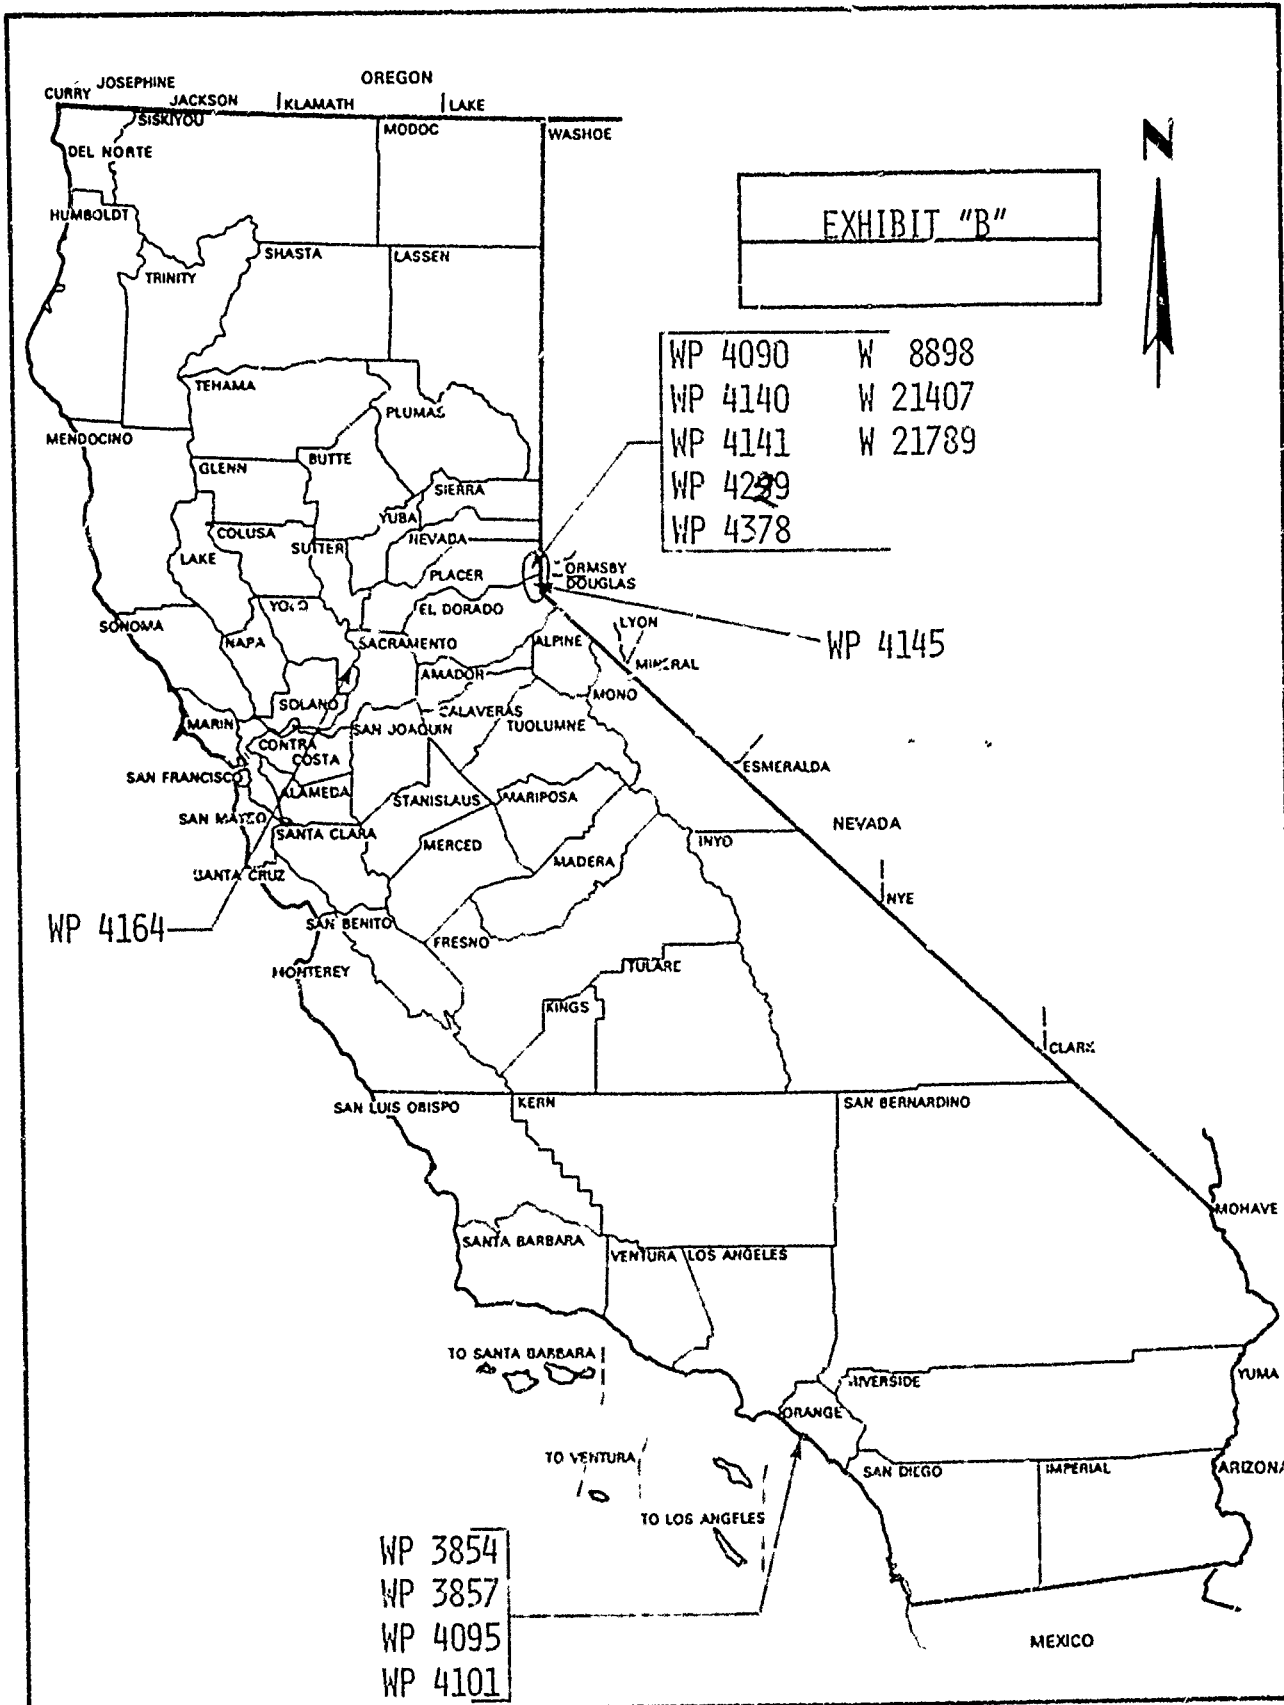 OREGON
CURRY JOSEPHINE JACKSON KLAMATH LAKE
SISKIYOU MODOC WASHOE
DEL NORTE
N
EXHIBIT "B"
HUMBOLDT
TRINITY SHASTA LASSEN
WP 4090 W 8898
WP 4140 W 21407
WP 4141 W 21789
WP 4378
TEHAMA
PLUMAS
MENDOCINO
GLENN BUTTE
SIERRA
YUBA
COLUSA SUTTER NEVADA
LAKE
PLACER ORMSBY
DOUGLAS
YOLO EL DORADO
SONOMA
NAPA SACRAMENTO ALPINE LYON
WP 4145
AMADOR MINERAL
SOLANO MONO
MARIN CALAVERAS
SAN JOAQUIN TUOLUMNE
CONTRA
COSTA
SAN FRANCISCO ESMERALDA
ALAMEDA STANISLAUS MARIPOSA
SAN MATEO
SANTA CLARA NEVADA
MERCED INYO
SANTA CRUZ MADERA
NYE
WP 4164
SAN BENITO
FRESNO
MONTEREY TULARE
KINGS
CLARK
SAN LUIS OBISPO KERN SAN BERNARDINO
MOHAVE
SANTA BARBARA VENTURA LOS ANGELES
TO SANTA BARBARA
RIVERSIDE YUMA
ORANGE
TO VENTURA
SAN DIEGO IMPERIAL ARIZONA
TO LOS ANGELES
WP 3854
WP 3857
WP 4095
WP 4101
MEXICO